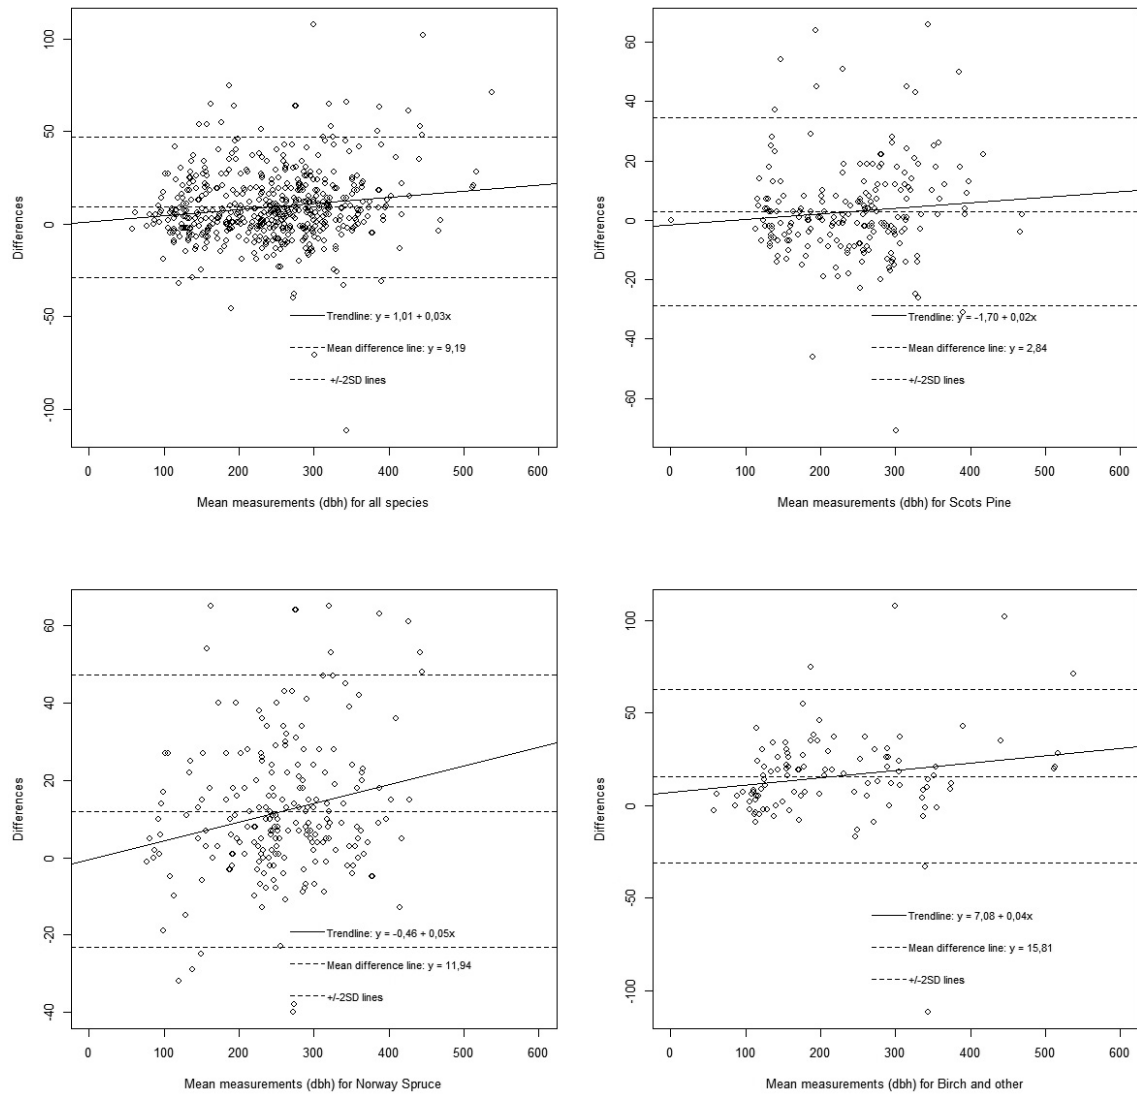 100
50
0
-50
-100
Differences
Trendline: y = 1,01 + 0,03x
Mean difference line: y = 9,19
+/-2SD lines
0 100 200 300 400 500 600
Mean measurements (dbh) for all species
60
40
20
0
-20
-40
-60
Differences
Trendline: y = -1,70 + 0,02x
Mean difference line: y = 2,84
+/-2SD lines
0 100 200 300 400 500 600
Mean measurements (dbh) for Scots Pine
60
40
20
0
-20
-40
Differences
Trendline: y = -0,46 + 0,05x
Mean difference line: y = 11,94
+/-2SD lines
0 100 200 300 400 500 600
Mean measurements (dbh) for Norway Spruce
100
50
0
-50
-100
Differences
Trendline: y = 7,08 + 0,04x
Mean difference line: y = 15,81
+/-2SD lines
0 100 200 300 400 500 600
Mean measurements (dbh) for Birch and other